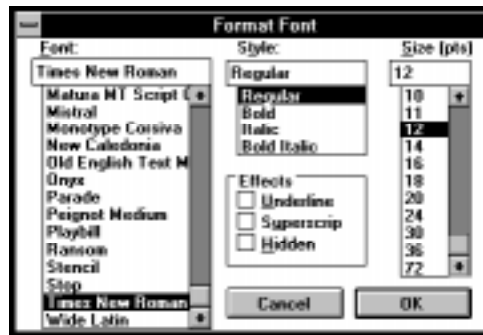 Format Font
Font:
Times New Roman
Matura MT Script
Mistral
Monotype Corsiva
New Caledonia
Old English Text M
Onyx
Parade
Peignot Medium
Playbill
Ransom
Stencil
Stop
Times New Roman
Wide Latin
Style:
Regular
Regular
Bold
Italic
Bold Italic
Effects
Underline
Superscrip
Hidden
Size (pts)
12
10
11
12
14
16
18
20
24
30
36
72
Cancel
OK